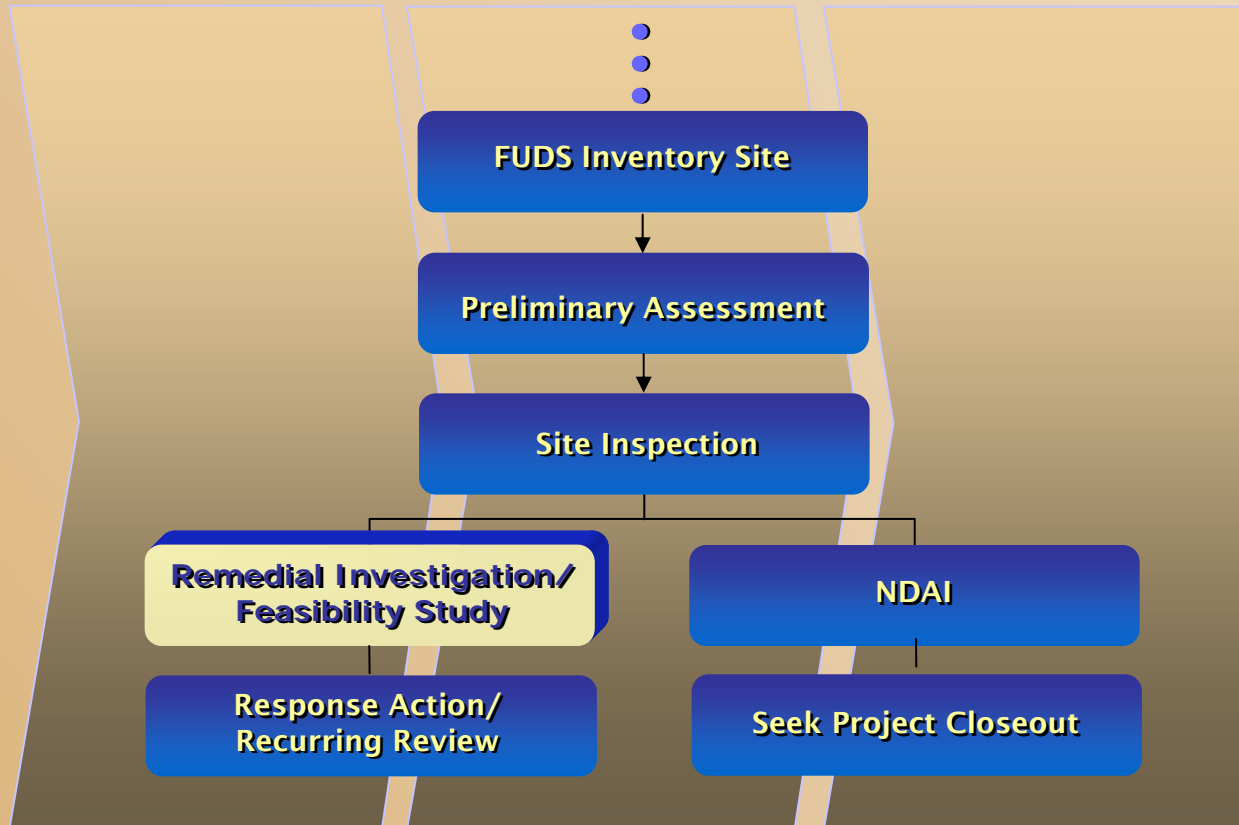 FUDS Inventory Site
Preliminary Assessment
Site Inspection
Remedial Investigation/
Feasibility Study
NDAI
Response Action/
Recurring Review
Seek Project Closeout